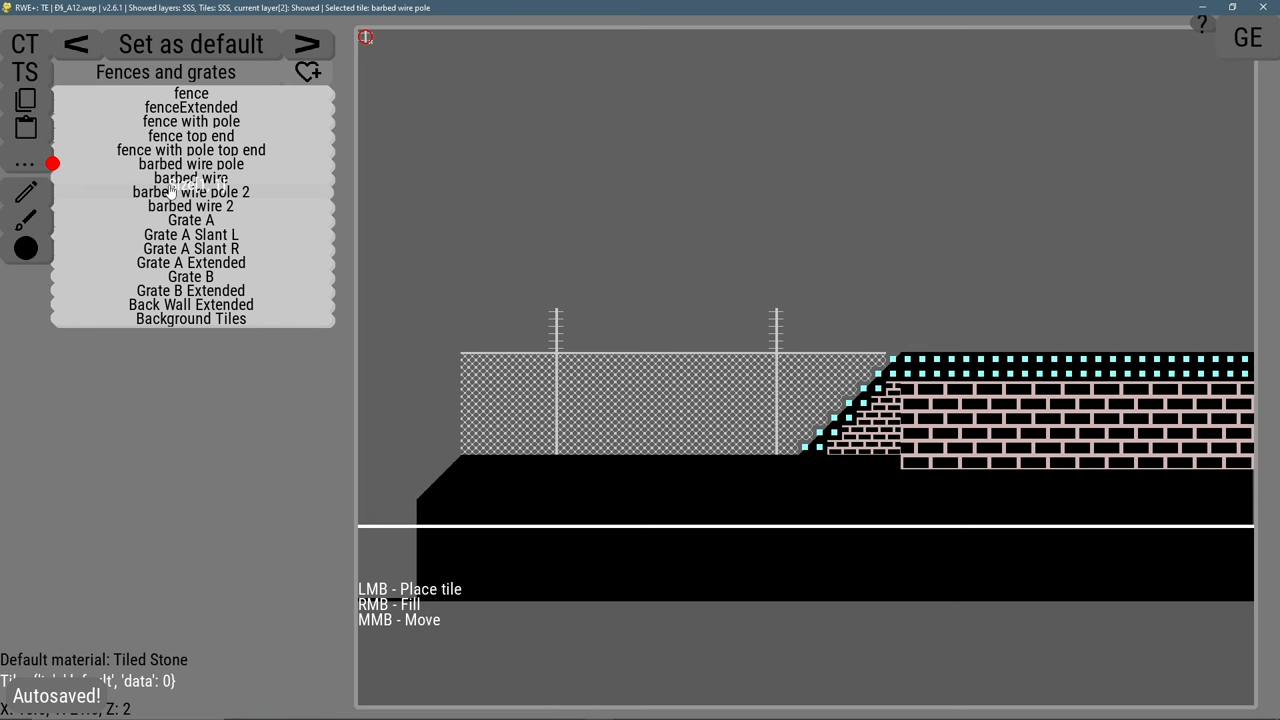 RWE+: TE | Đ§_A12.wep | v2.6.1 | Showed layers: SSS, Tiles: SSS, current layer[2]: Showed | Selected tile: barbed wire pole
?
GE
CT < Set as default >
TS Fences and grates
fence
fenceExtended
fence with pole
fence top end
fence with pole top end
...
barbed wire pole
barbed wire
barbed wire pole 2
barbed wire 2
Grate A
Grate A Slant L
Grate A Slant R
Grate A Extended
Grate B
Grate B Extended
Back Wall Extended
Background Tiles
LMB - Place tile
RMB - Fill
MMB - Move
Default material: Tiled Stone
'data': 0}
Autosaved!
Z: 2